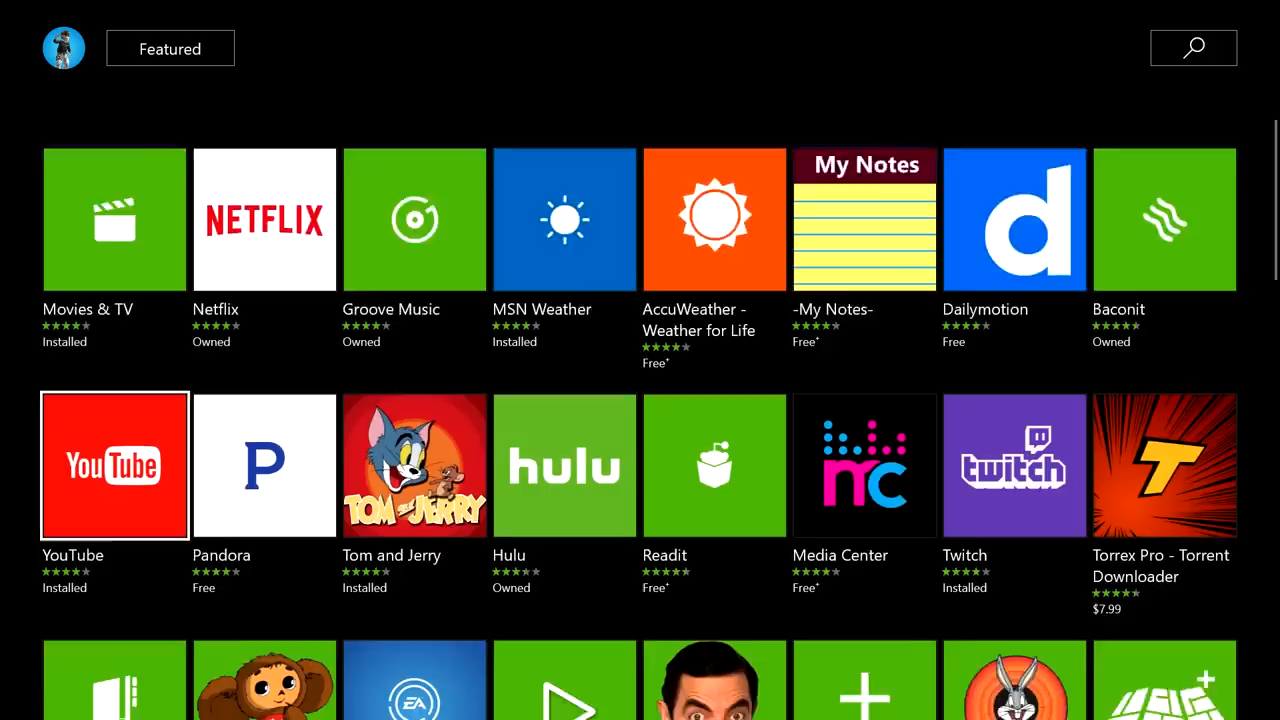 Featured
My Notes
NETFLIX
d
Movies & TV
Netflix
Groove Music
MSN Weather
AccuWeather -
Weather for Life
-My Notes-
Dailymotion
Baconit
Installed
Owned
Owned
Installed
Free+
Free+
Free
Owned
YouTube
P
TOM AND JERRY
hulu
mc
twitch
T
YouTube
Pandora
Tom and Jerry
Hulu
Readit
Media Center
Twitch
Torrex Pro - Torrent
Downloader
Installed
Free
Installed
Owned
Free+
Free+
Installed
$7.99
EA